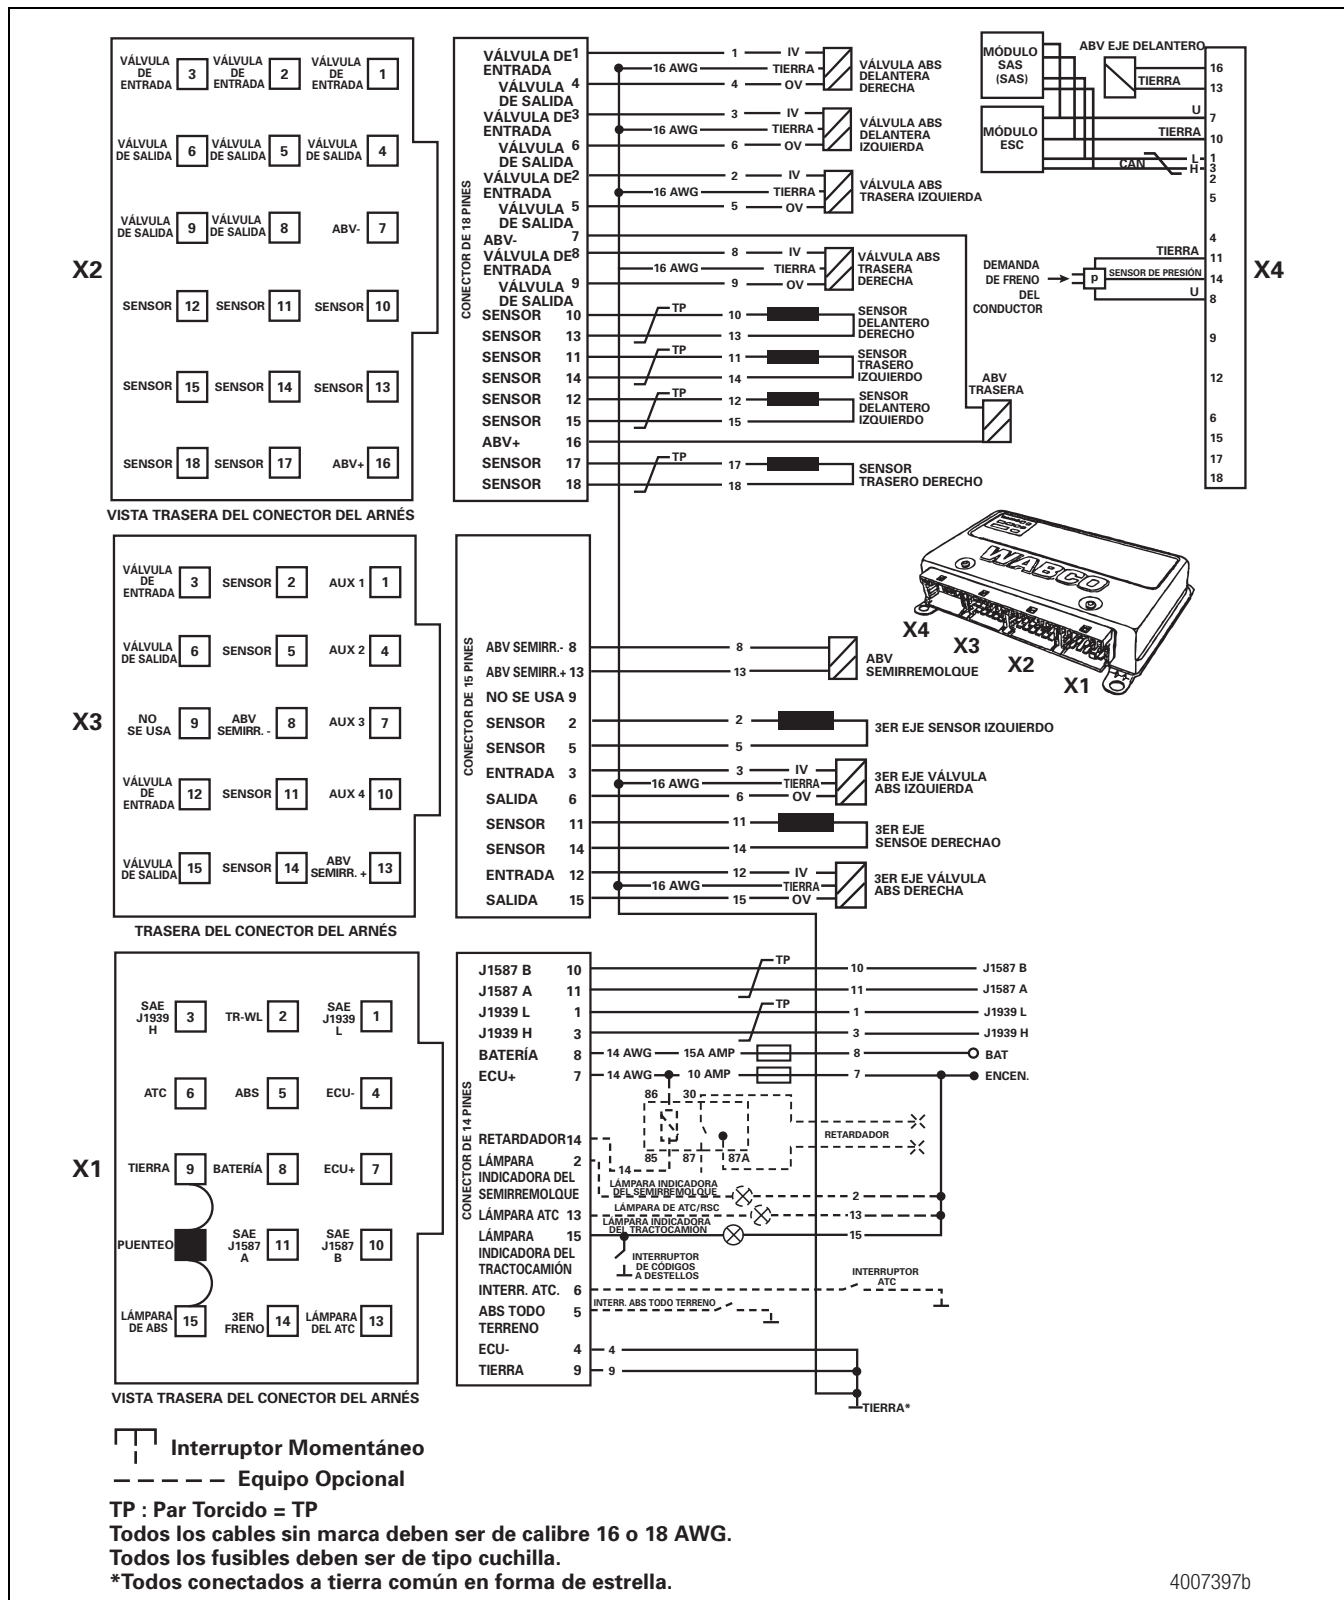 VÁLVULA
DE
ENTRADA
3
VÁLVULA
DE
ENTRADA
2
VÁLVULA
DE
ENTRADA
1
VÁLVULA
DE SALIDA
6
VÁLVULA
DE SALIDA
5
VÁLVULA
DE SALIDA
4
VÁLVULA
DE SALIDA
9
VÁLVULA
DE SALIDA
8
ABV-
7
X2
SENSOR 12
SENSOR 11
SENSOR 10
SENSOR 15
SENSOR 14
SENSOR 13
SENSOR 18
SENSOR 17
ABV+ 16
VISTA TRASERA DEL CONECTOR DEL ARNÉS
CONECTOR DE 18 PINES
VÁLVULA DE 1
ENTRADA
VÁLVULA 4
DE SALIDA
VÁLVULA DE 3
ENTRADA
VÁLVULA 6
DE SALIDA
VÁLVULA DE 2
ENTRADA
VÁLVULA 5
DE SALIDA
ABV- 7
VÁLVULA DE 8
ENTRADA
VÁLVULA 9
DE SALIDA
SENSOR 10
SENSOR 13
SENSOR 11
SENSOR 14
SENSOR 12
SENSOR 15
ABV+ 16
SENSOR 17
SENSOR 18
1 IV
16 AWG TIERRA
4 OV
VÁLVULA ABS
DELANTERA
DERECHA
3 IV
16 AWG TIERRA
6 OV
VÁLVULA ABS
DELANTERA
IZQUIERDA
2 IV
16 AWG TIERRA
5 OV
VÁLVULA ABS
TRASERA IZQUIERDA
8 IV
16 AWG TIERRA
9 OV
VÁLVULA ABS
TRASERA
DERECHA
TP 10
13
SENSOR
DELANTERO
DERECHO
TP 11
14
SENSOR
TRASERO
IZQUIERDO
TP 12
15
SENSOR
DELANTERO
IZQUIERDO
ABV
TRASERA
TP 17
18
SENSOR
TRASERO DERECHO
MÓDULO
SAS
(SAS)
MÓDULO
ESC
ABV EJE DELANTERO
TIERRA
U
TIERRA
L
H
CAN
DEMANDA
DE FRENO
DEL
CONDUCTOR
P
TIERRA
SENSOR DE PRESIÓN
U
16
13
7
10
1
3
2
5
4
11
14
8
9
12
6
15
17
18
X4
WABCO
X4
X3
X2
X1
VÁLVULA
DE
ENTRADA
3
SENSOR 2
AUX 1 1
VÁLVULA
DE SALIDA
6
SENSOR 5
AUX 2 4
X3
NO
SE USA
9
ABV
SEMIRR. -
8
AUX 3 7
VÁLVULA
DE
ENTRADA
12
SENSOR 11
AUX 4 10
VÁLVULA
DE SALIDA
15
SENSOR 14
ABV
SEMIRR. +
13
TRASERA DEL CONECTOR DEL ARNÉS
CONECTOR DE 15 PINES
ABV SEMIRR.- 8
ABV SEMIRR.+ 13
NO SE USA 9
SENSOR 2
SENSOR 5
ENTRADA 3
SALIDA 6
SENSOR 11
SENSOR 14
ENTRADA 12
SALIDA 15
8
13
ABV
SEMIRREMOLQUE
2
5
3ER EJE SENSOR IZQUIERDO
3 IV
16 AWG TIERRA
6 OV
3ER EJE VÁLVULA
ABS IZQUIERDA
11
14
3ER EJE
SENSOE DERECHAO
12 IV
16 AWG TIERRA
15 OV
3ER EJE VÁLVULA
ABS DERECHA
SAE
J1939
H
3
TR-WL 2
SAE
J1939
L
1
ATC 6
ABS 5
ECU- 4
X1
TIERRA 9
BATERÍA 8
ECU+ 7
PUENTEO
SAE
J1587
A
11
SAE
J1587
B
10
LÁMPARA
DE ABS
15
3ER
FRENO
14
LÁMPARA
DEL ATC
13
VISTA TRASERA DEL CONECTOR DEL ARNÉS
CONECTOR DE 14 PINES
J1587 B 10
J1587 A 11
J1939 L 1
J1939 H 3
BATERÍA 8
ECU+ 7
RETARDADOR 14
LÁMPARA 2
INDICADORA DEL
SEMIRREMOLQUE
LÁMPARA ATC 13
LÁMPARA 15
INDICADORA DEL
TRACTOCAMIÓN
INTERR. ATC. 6
ABS TODO 5
TERRENO
ECU- 4
TIERRA 9
TP 10 J1587 B
11 J1587 A
TP 1 J1939 L
3 J1939 H
14 AWG 15A AMP 8 BAT
14 AWG 10 AMP 7 ENCEN.
86 30
85 87 87A
14
RETARDADOR
LÁMPARA INDICADORA
DEL SEMIRREMOLQUE
2
LÁMPARA DE ATC/RSC
13
LÁMPARA INDICADORA
DEL TRACTOCAMIÓN
15
INTERRUPTOR
DE CÓDIGOS
A DESTELLOS
INTERRUPTOR
ATC
INTERR. ABS TODO TERRENO
4
9
TIERRA*
Interruptor Momentáneo
Equipo Opcional
TP : Par Torcido = TP
Todos los cables sin marca deben ser de calibre 16 o 18 AWG.
Todos los fusibles deben ser de tipo cuchilla.
*Todos conectados a tierra común en forma de estrella.
4007397b